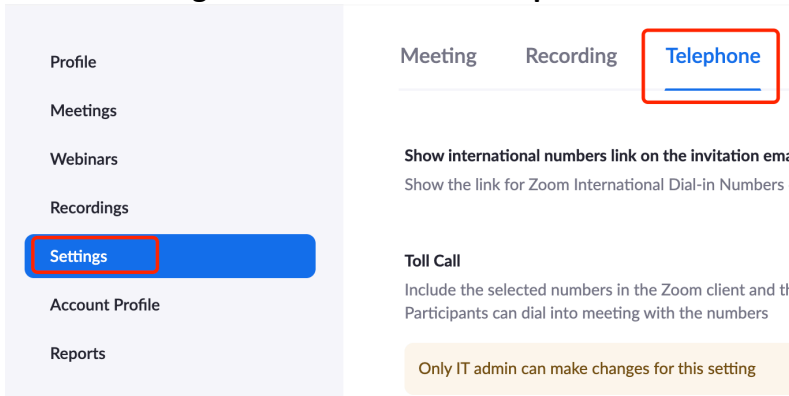 Profile
Meetings
Webinars
Recordings
Settings
Account Profile
Reports
Meeting Recording Telephone
Show international numbers link on the invitation
Show the link for Zoom International Dial-in Numbers
Toll Call
Include the selected numbers in the Zoom client and
Participants can dial into meeting with the numbers
Only IT admin can make changes for this setting